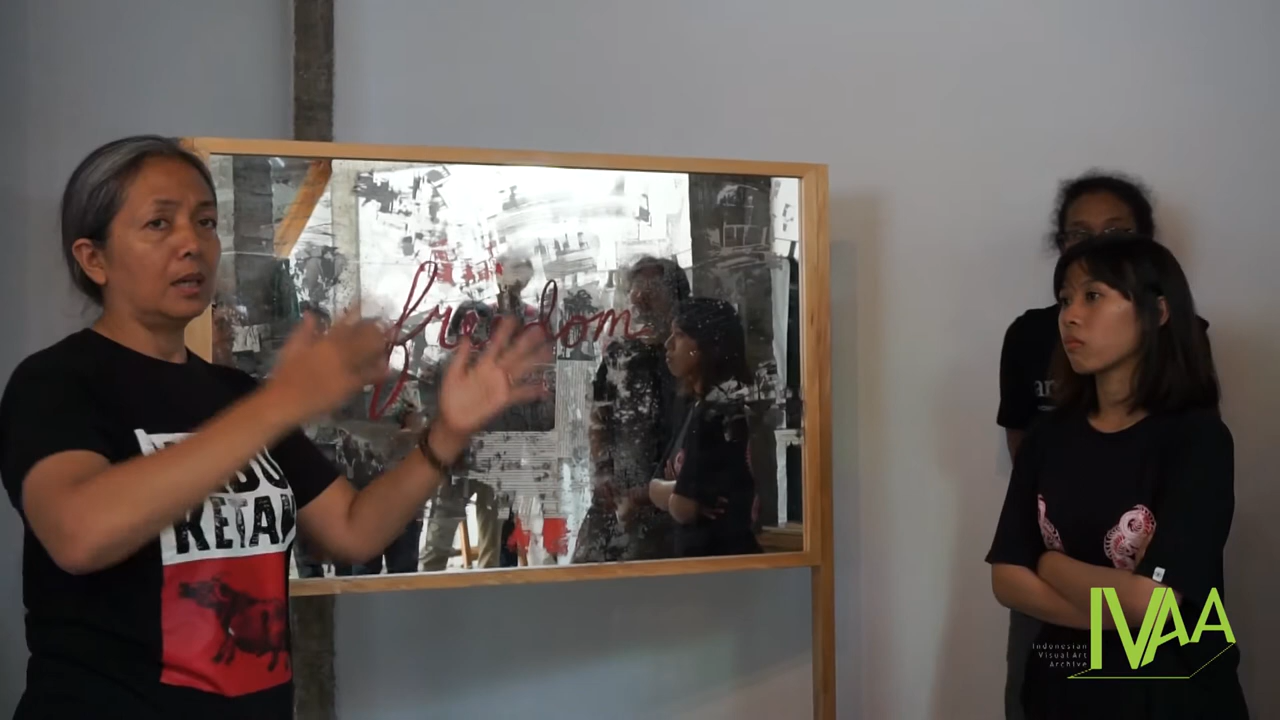 freedom
KETAN
IVAA
Indonesian
Visual Art
Archive